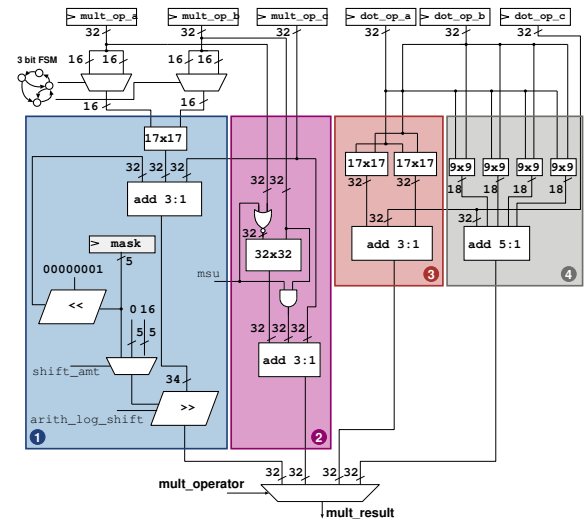 > mult_op_a > mult_op_b > mult_op_c > dot_op_a > dot_op_b > dot_op_c
32 32 32 32 32 32
3 bit FSM 16 16 16 16
16 16
17x17 17x17 17x17 9x9 9x9 9x9 9x9
32 32 32 32 32 32 18 18 18 18
add 3:1 32 32 32
> mask 32x32 add 3:1 add 5:1
5
00000001 msu 3 4
<< 0 16
5 5 32 32 32
shift_amt add 3:1
34
arith_log_shift >>
1 2
32 32 32 32
mult_operator
mult_result